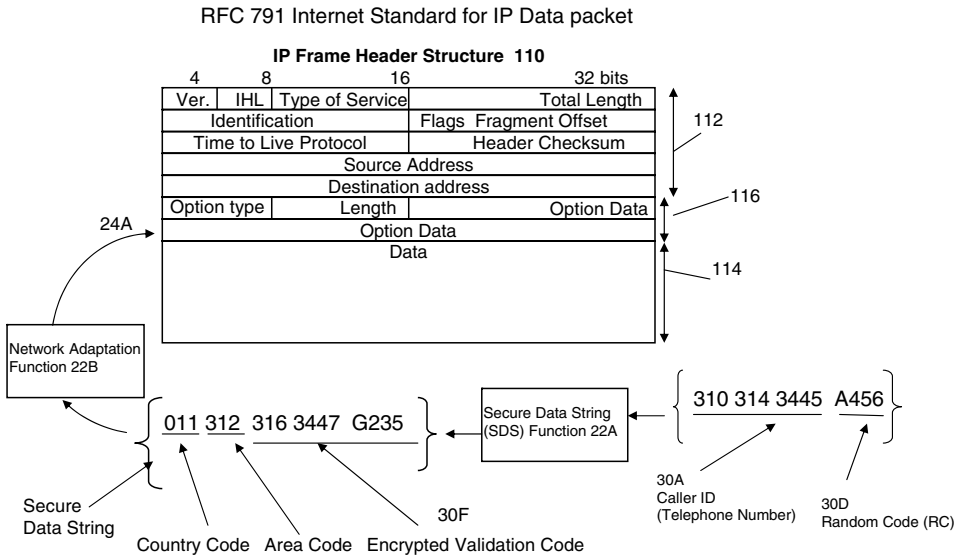 RFC 791 Internet Standard for IP Data packet
IP Frame Header Structure 110
4 8 16 32 bits
Ver. IHL Type of Service Total Length
Identification Flags Fragment Offset
Time to Live Protocol Header Checksum
Source Address
Destination address
Option type Length Option Data
Option Data
Data
112
116
114
24A
Network Adaptation
Function 22B
011 312 316 3447 G235
Secure Data String
(SDS) Function 22A
310 314 3445 A456
Secure
Data String
Country Code Area Code Encrypted Validation Code
30F
30A
Caller ID
(Telephone Number)
30D
Random Code (RC)